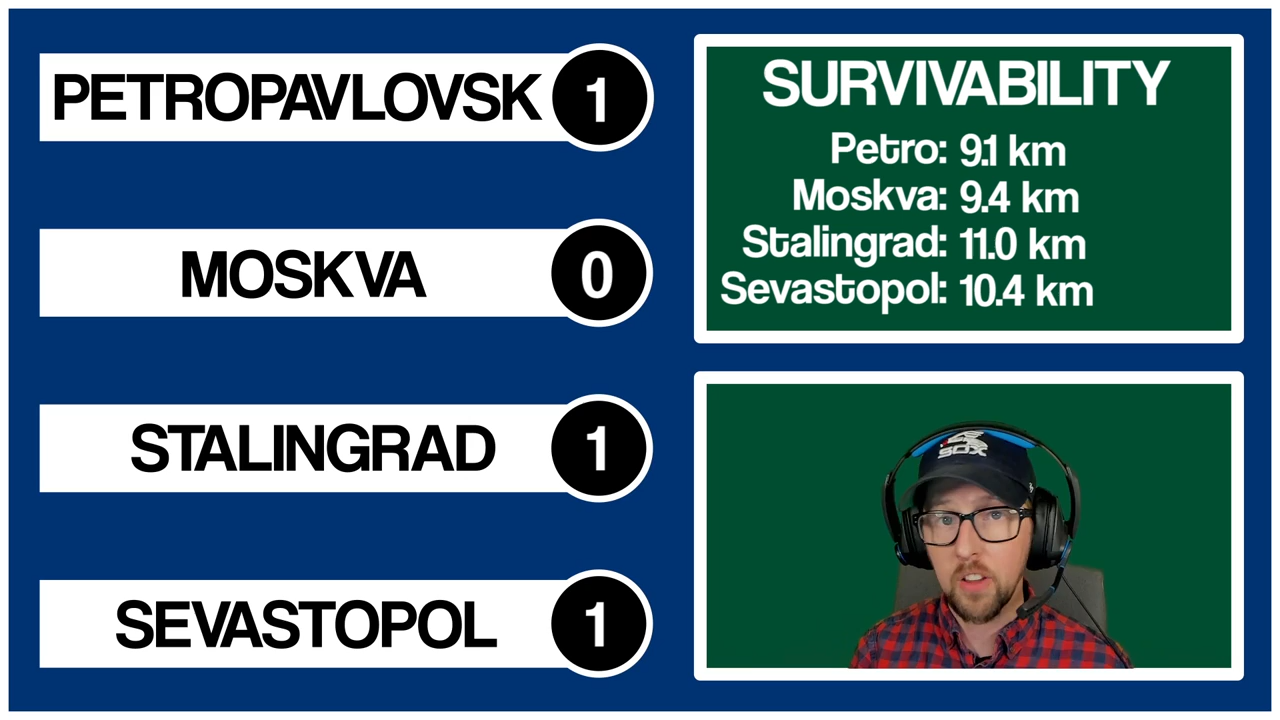 PETROPAVLOVSK 1
MOSKVA 0
STALINGRAD 1
SEVASTOPOL 1
SURVIVABILITY
Petro: 9.1 km
Moskva: 9.4 km
Stalingrad: 11.0 km
Sevastopol: 10.4 km
SOX